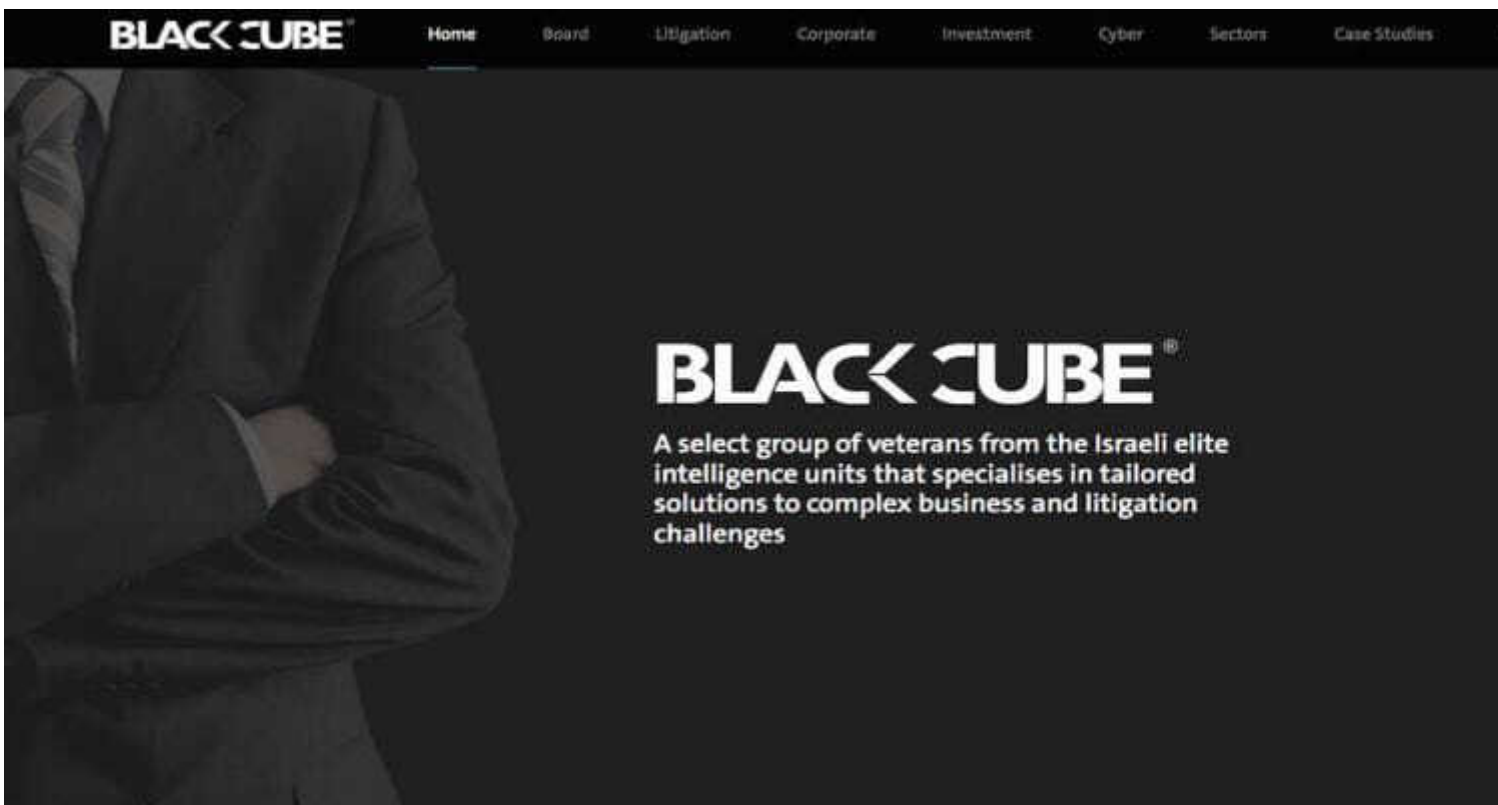 BLACK CUBE®
Home Board Litigation Corporate Investment Cyber Sectors Case Studies
BLACK CUBE®
A select group of veterans from the Israeli elite
intelligence units that specialises in tailored
solutions to complex business and litigation
challenges